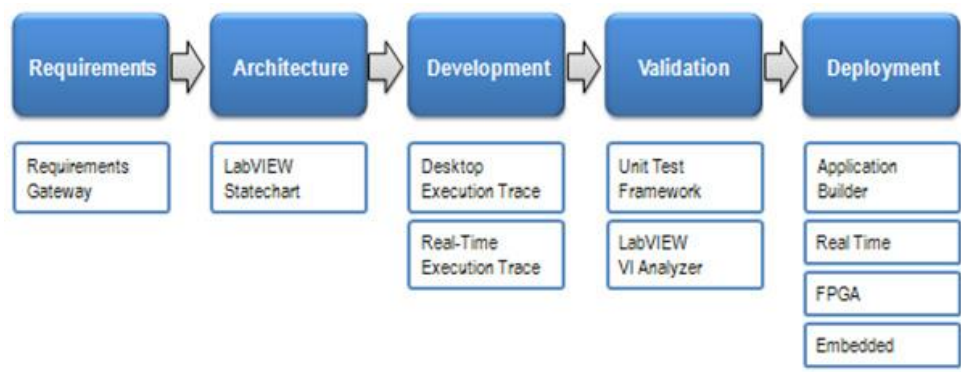 Requirements
Architecture
Development
Validation
Deployment
Requirements
Gateway
LabVIEW
Statechart
Desktop
Execution Trace
Real-Time
Execution Trace
Unit Test
Framework
LabVIEW
VI Analyzer
Application
Builder
Real Time
FPGA
Embedded